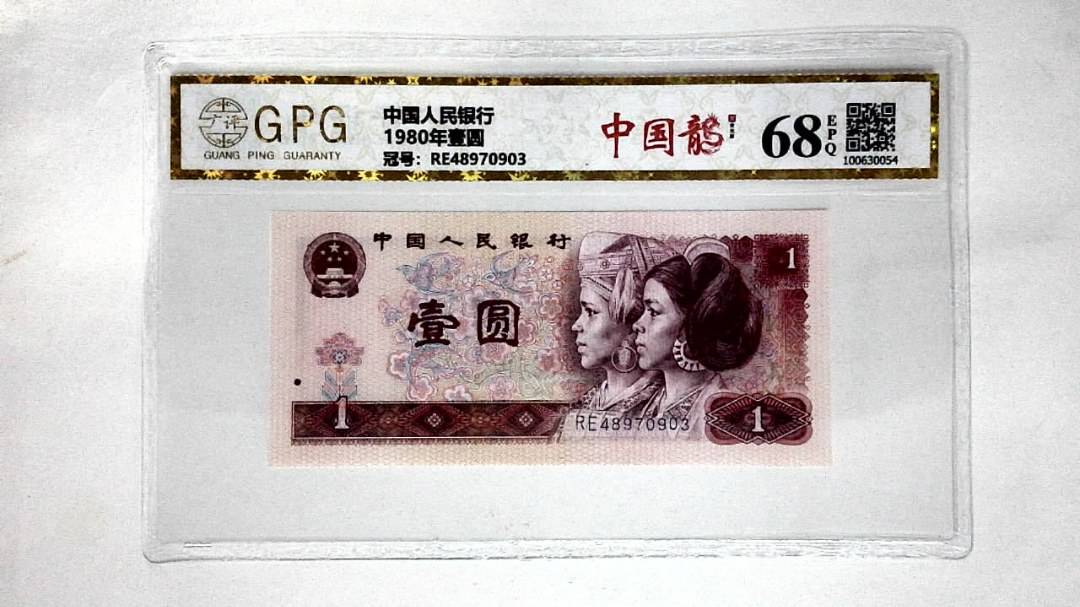 广评
GPG
GUANG PING GUARANTY
中国人民银行
1980年壹圆
冠号: RE48970903
中国龍
68
EPQ
100630054
中国人民银行
1
壹圆
1
RE48970903
1